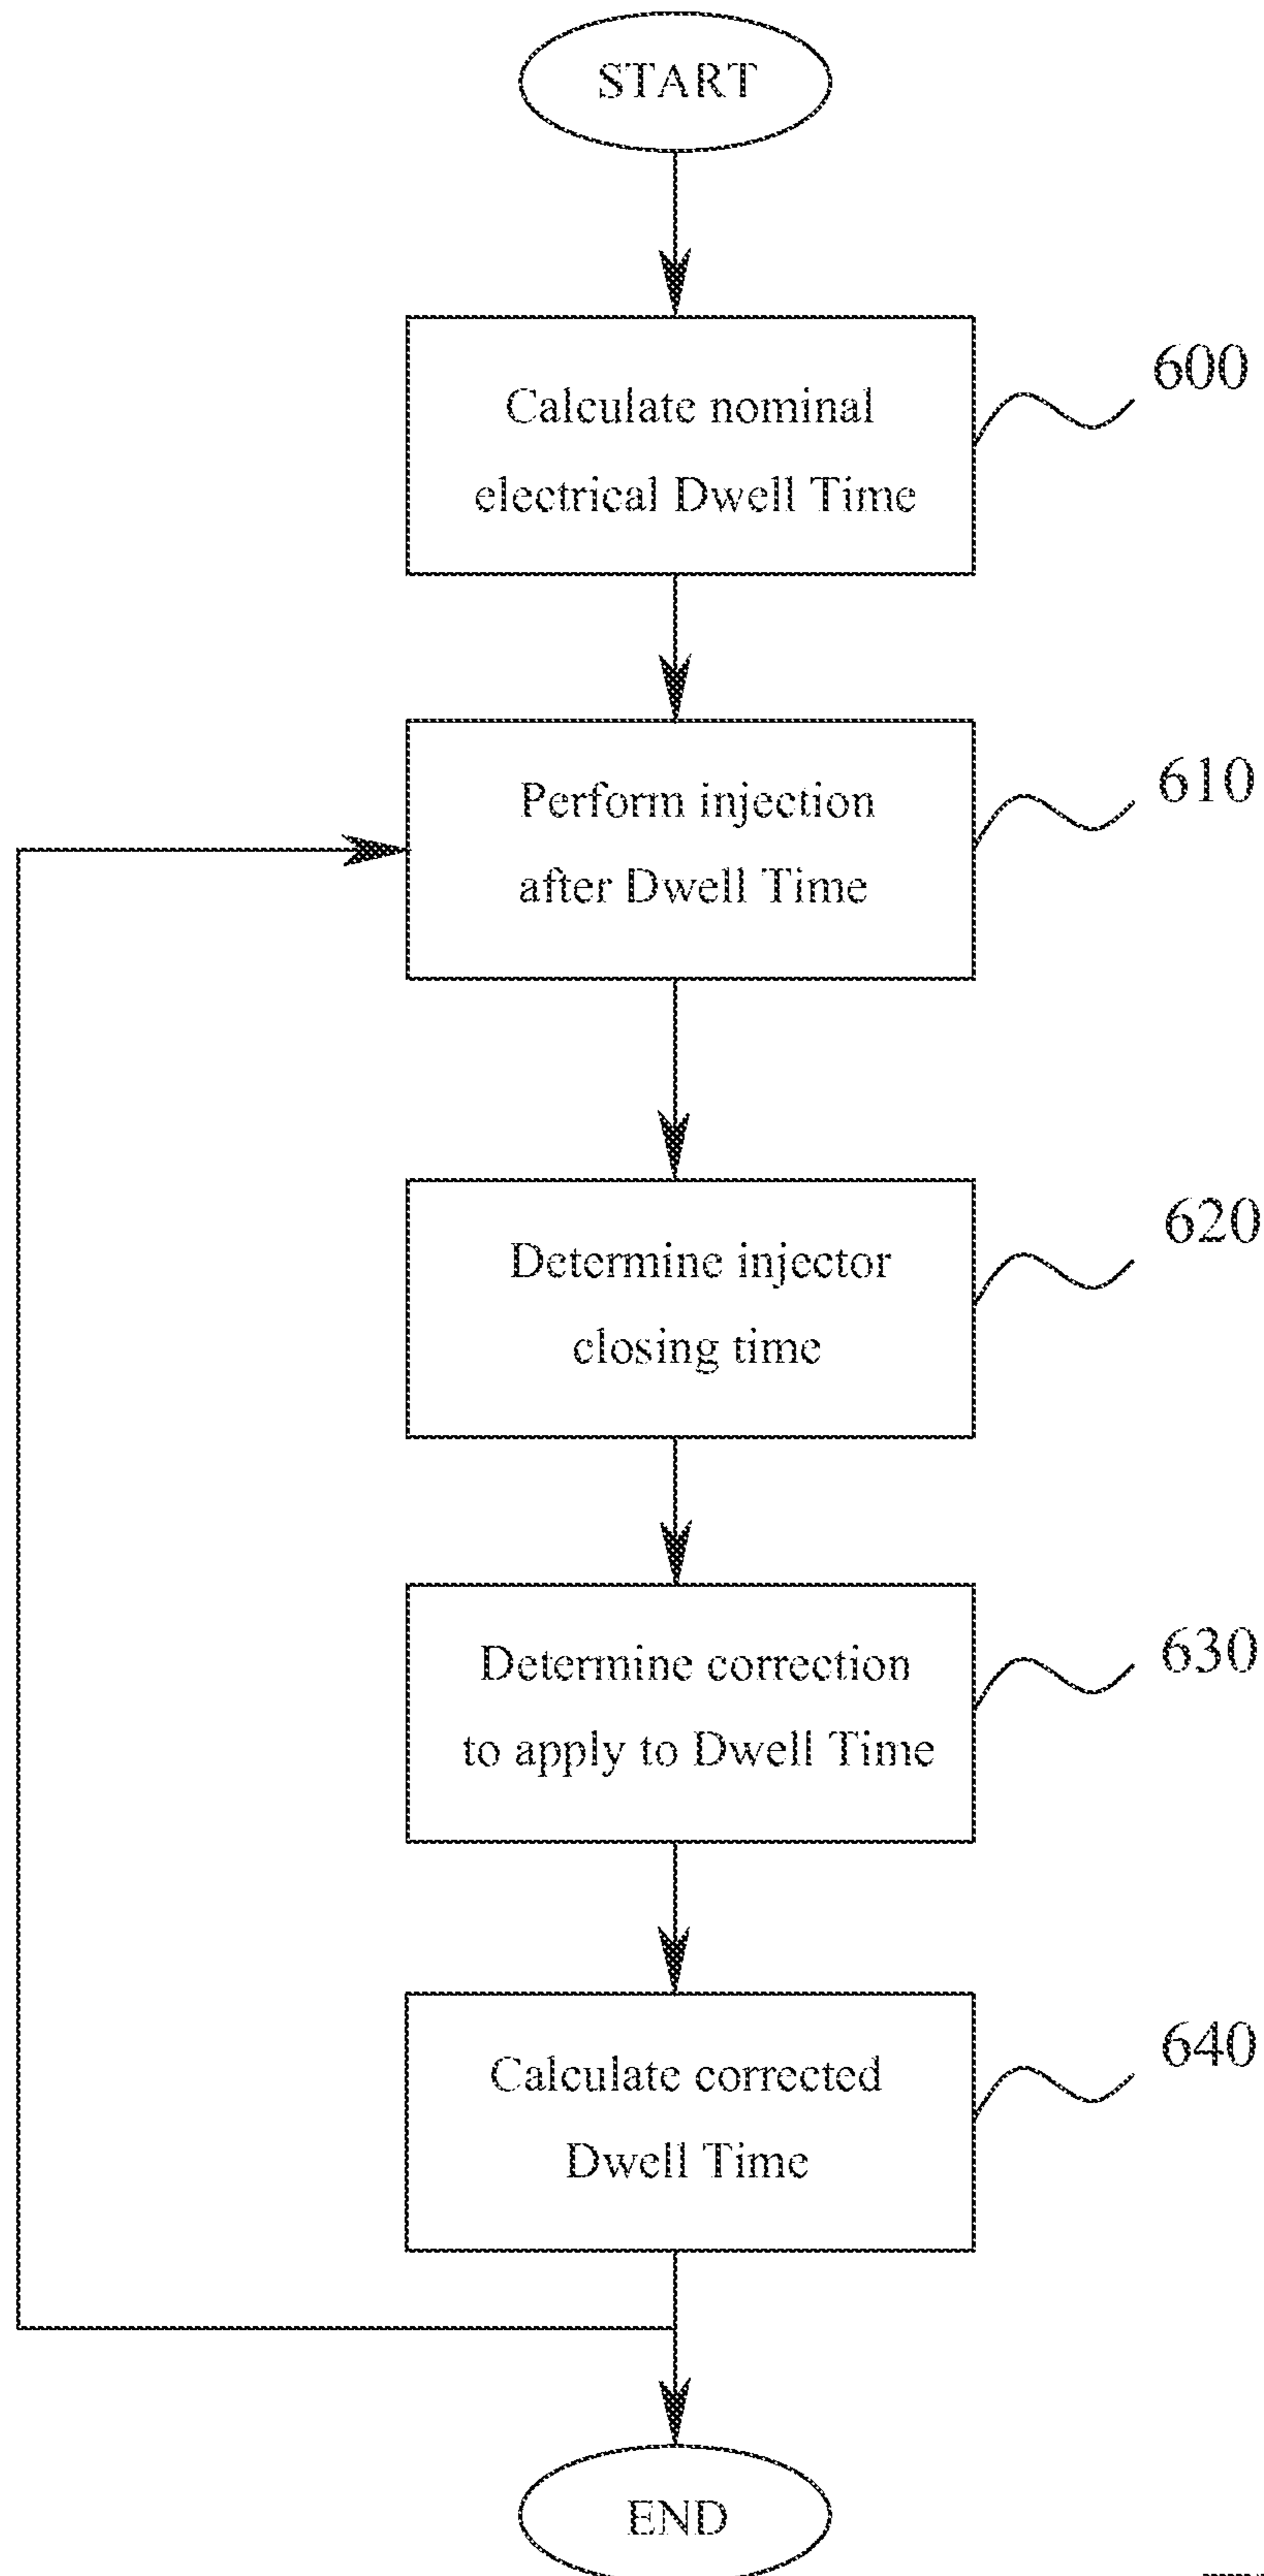 START
Calculate nominal
electrical Dwell Time
600
Perform injection
after Dwell Time
610
Determine injector
closing time
620
Determine correction
to apply to Dwell Time
630
Calculate corrected
Dwell Time
640
END